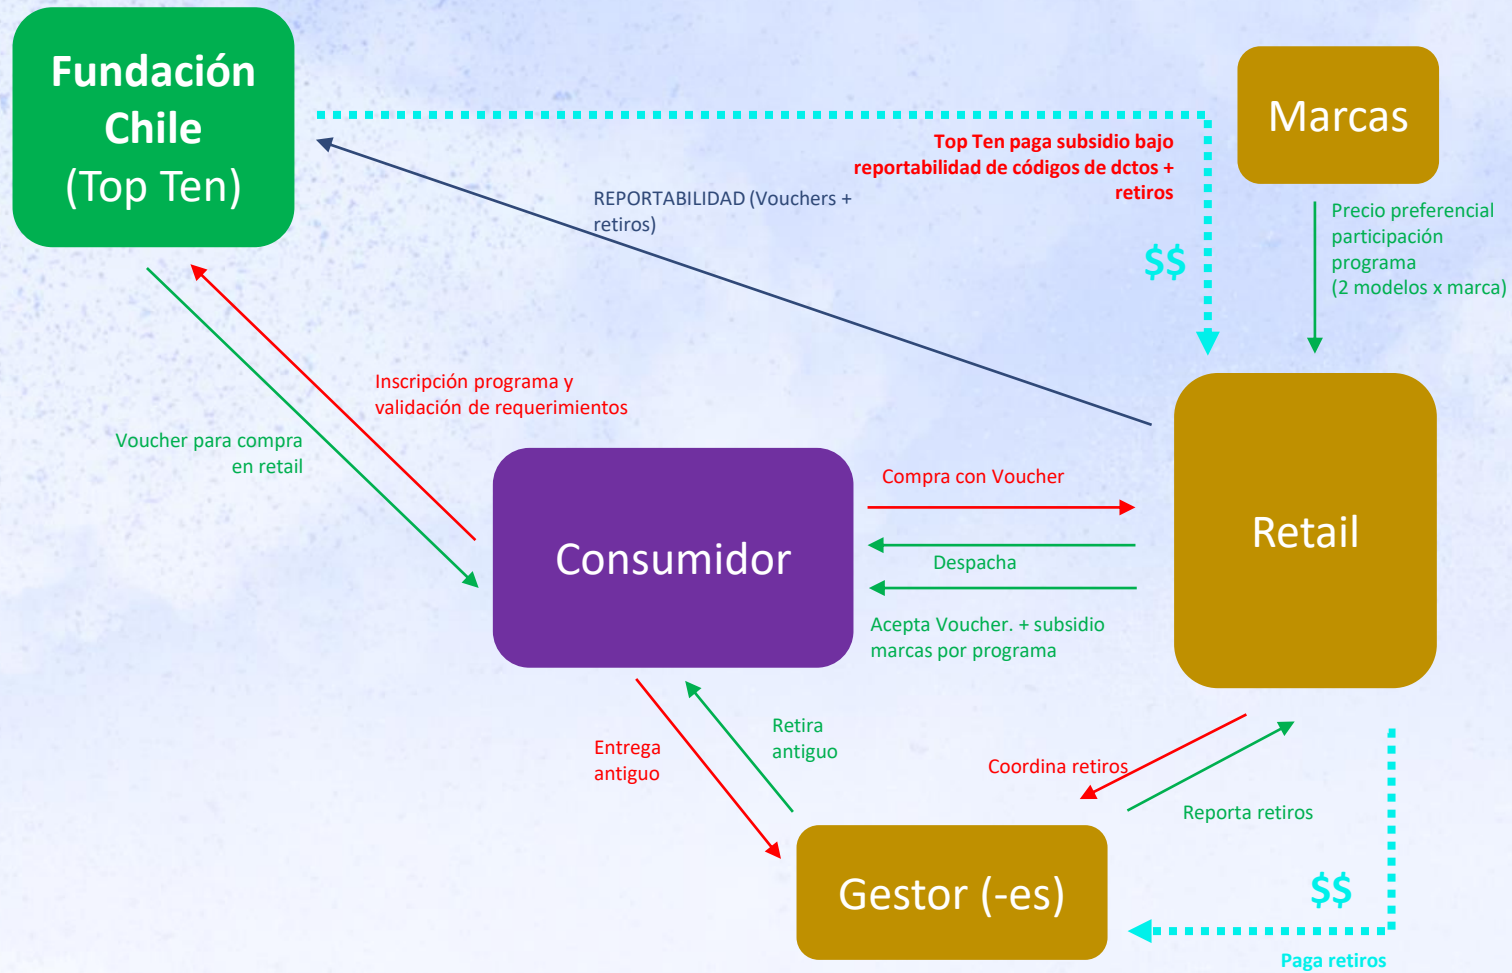 Fundación
Chile
(Top Ten)
Marcas
Top Ten paga subsidio bajo
reportabilidad de códigos de dctos +
retiros
REPORTABILIDAD (Vouchers +
retiros)
Precio preferencial
participación
programa
(2 modelos x marca)
$$
Inscripción programa y
validación de requerimientos
Voucher para compra
en retail
Compra con Voucher
Consumidor
Retail
Despacha
Acepta Voucher. + subsidio
marcas por programa
Retira
antiguo
Entrega
antiguo
Coordina retiros
Reporta retiros
Gestor (-es)
$$
Paga retiros